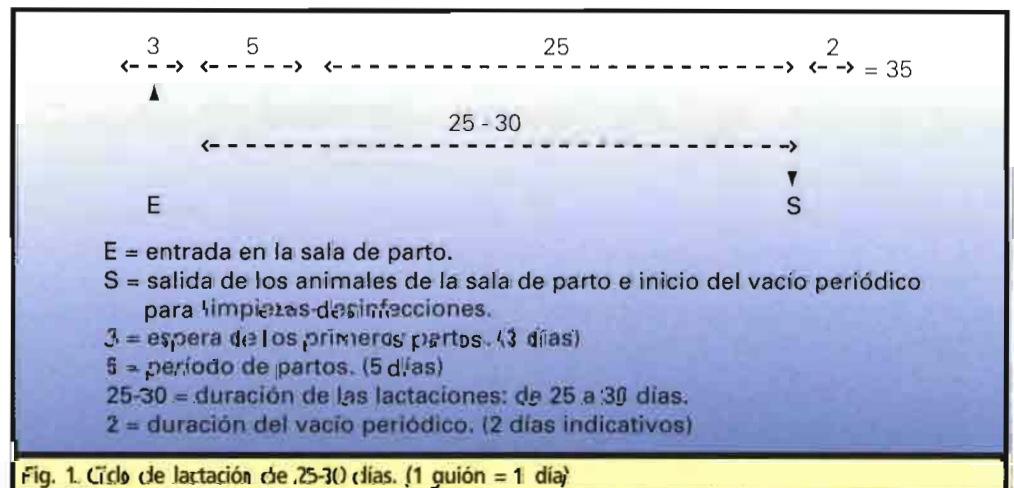 3 5 25 2
<- - -> <- - - - -> <- - - - - - - - - - - - - - - - - - - - - - - - -> <- -> = 35
25 - 30
<- - - - - - - - - - - - - - - - - - - - - - - - - - - - - ->
E S
E = entrada en la sala de parto.
S = salida de los animales de la sala de parto e inicio del vacío periódico
para limpiezas-desinfecciones.
3 = espera de los primeros partos. (3 días)
5 = período de partos. (5 días)
25-30 = duración de las lactaciones: de 25 a 30 días.
2 = duración del vacío periódico. (2 días indicativos)
Fig. 1. Ciclo de lactación de 25-30 días. (1 guión = 1 día)